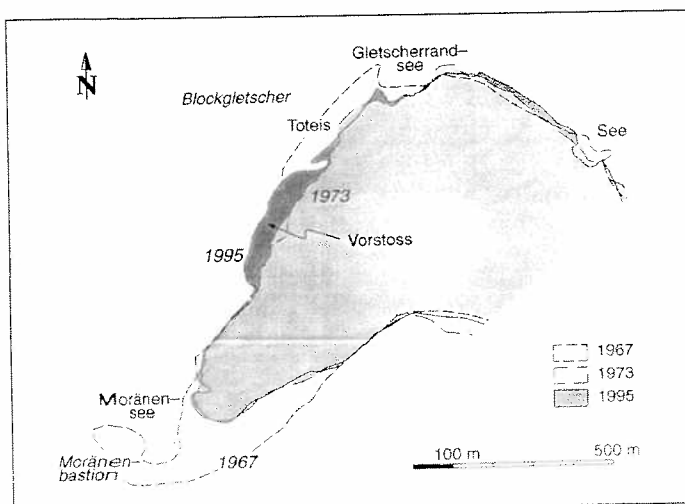 Gletscherrand-
see
N
Blockgletscher
Toteis
See
1973
1995
Vorstoss
1967
1973
1995
Moränen-
see
Moränen
bastion
1967
100 m
500 m